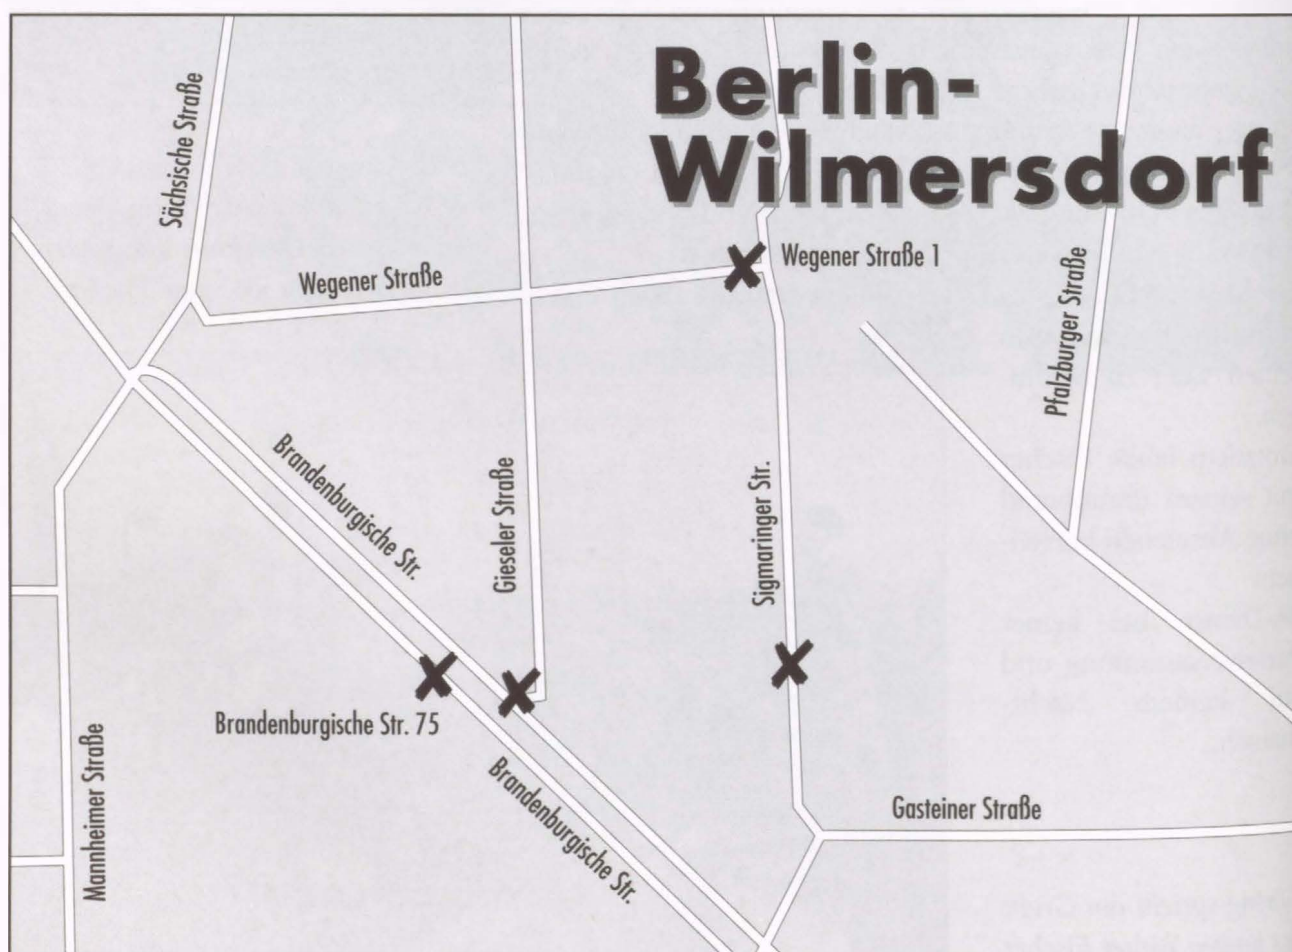 Berlin-
Wilmersdorf
Sächsische Straße
Wegener Straße
Wegener Straße 1
Pfalzburger Straße
Brandenburgische Str.
Gieseler Straße
Sigmaringer Str.
Brandenburgische Str. 75
Brandenburgische Str.
Mannheimer Straße
Gasteiner Straße